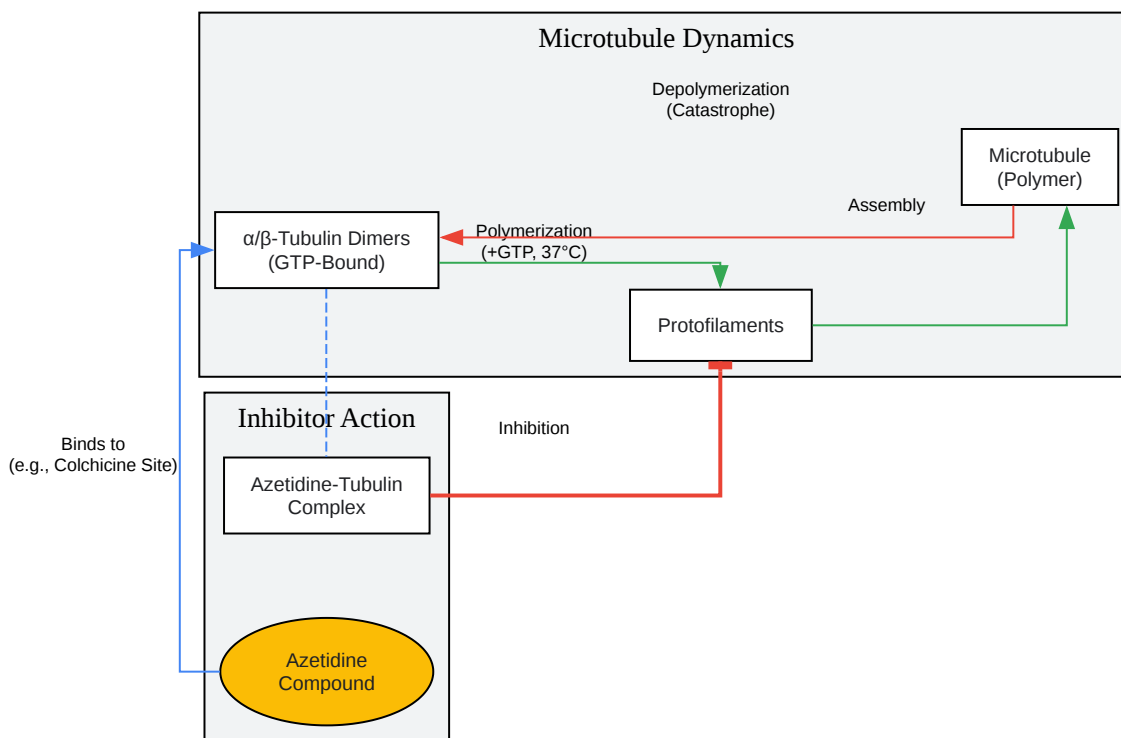 Microtubule Dynamics
Depolymerization
(Catastrophe)
Microtubule
(Polymer)
Assembly
α/β-Tubulin Dimers
(GTP-Bound)
Polymerization
(+GTP, 37°C)
Protofilaments
Inhibitor Action
Inhibition
Binds to
(e.g., Colchicine Site)
Azetidine-Tubulin
Complex
Azetidine
Compound